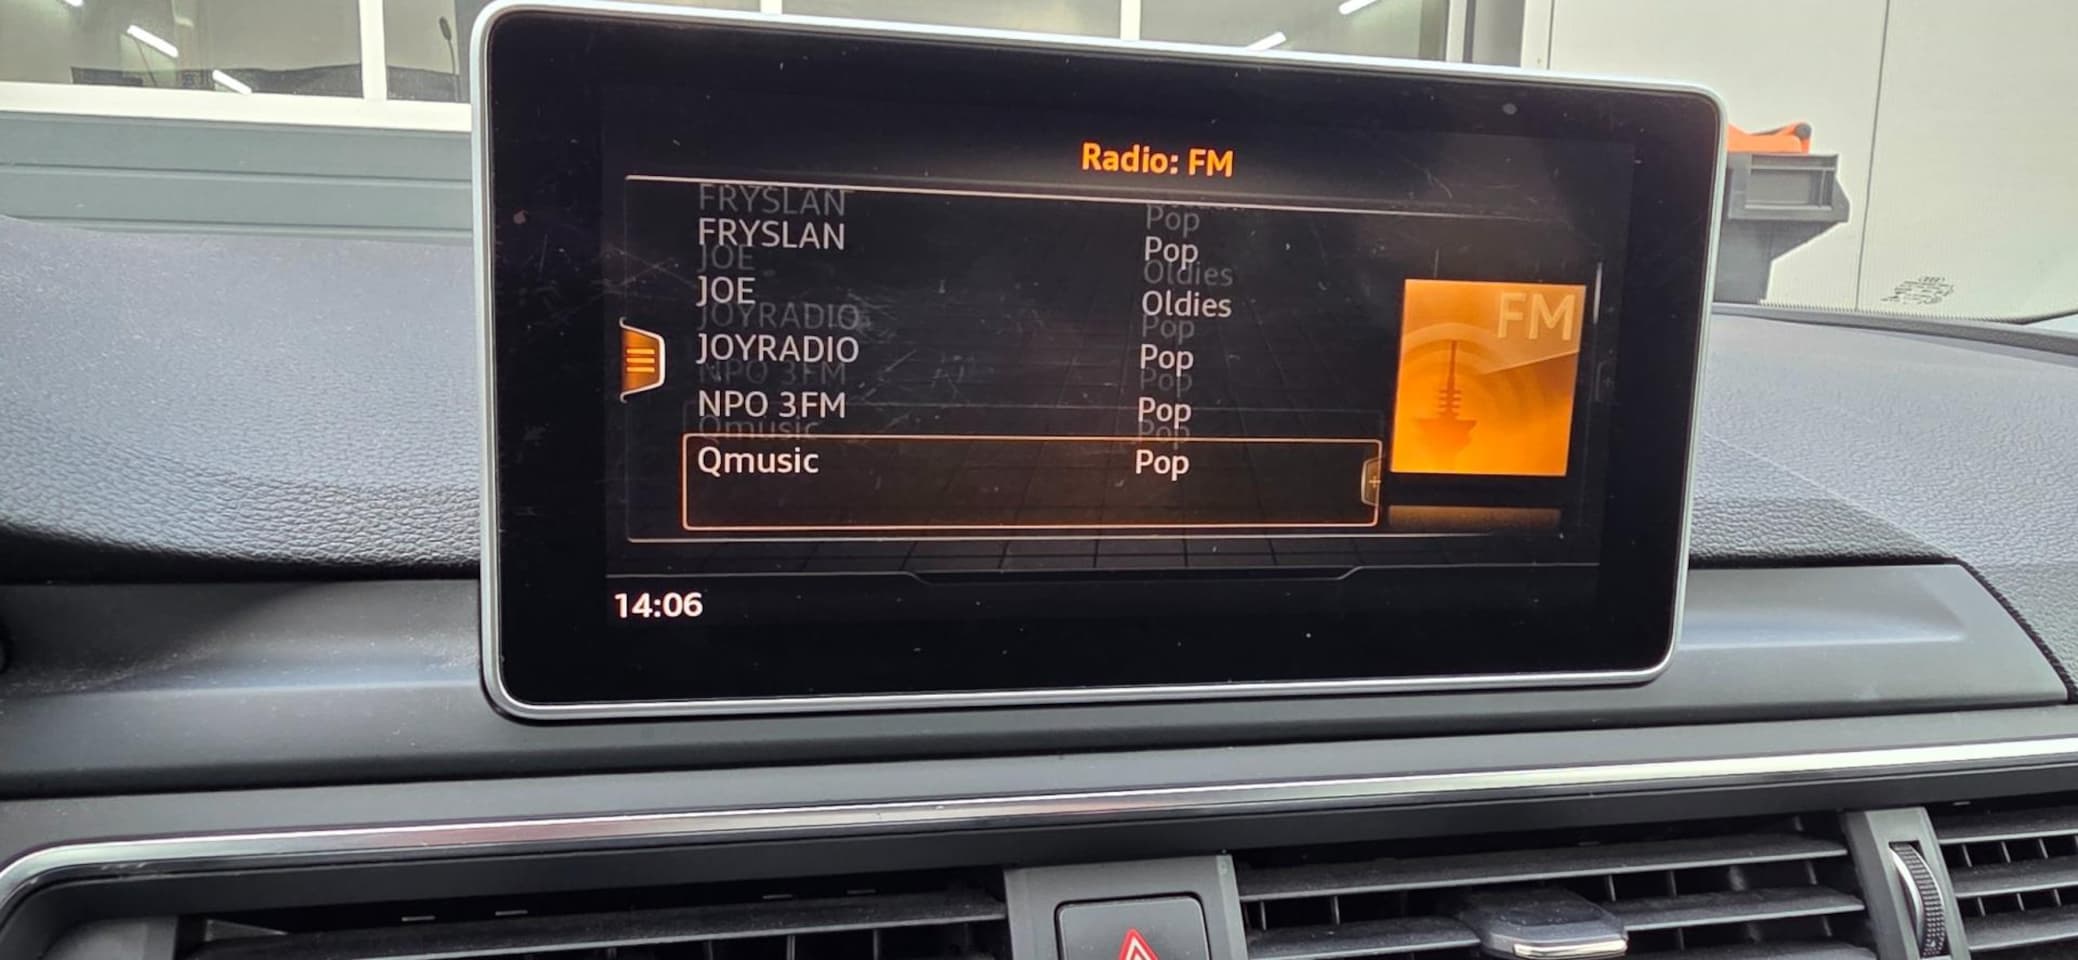 Radio: FM
FRYSLAN Pop
FRYSLAN Pop
JOE Oldies
JOE Oldies
JOYRADIO Pop
JOYRADIO Pop
NPO 3FM Pop
NPO 3FM Pop
Qmusic Pop
Qmusic Pop
FM
14:06